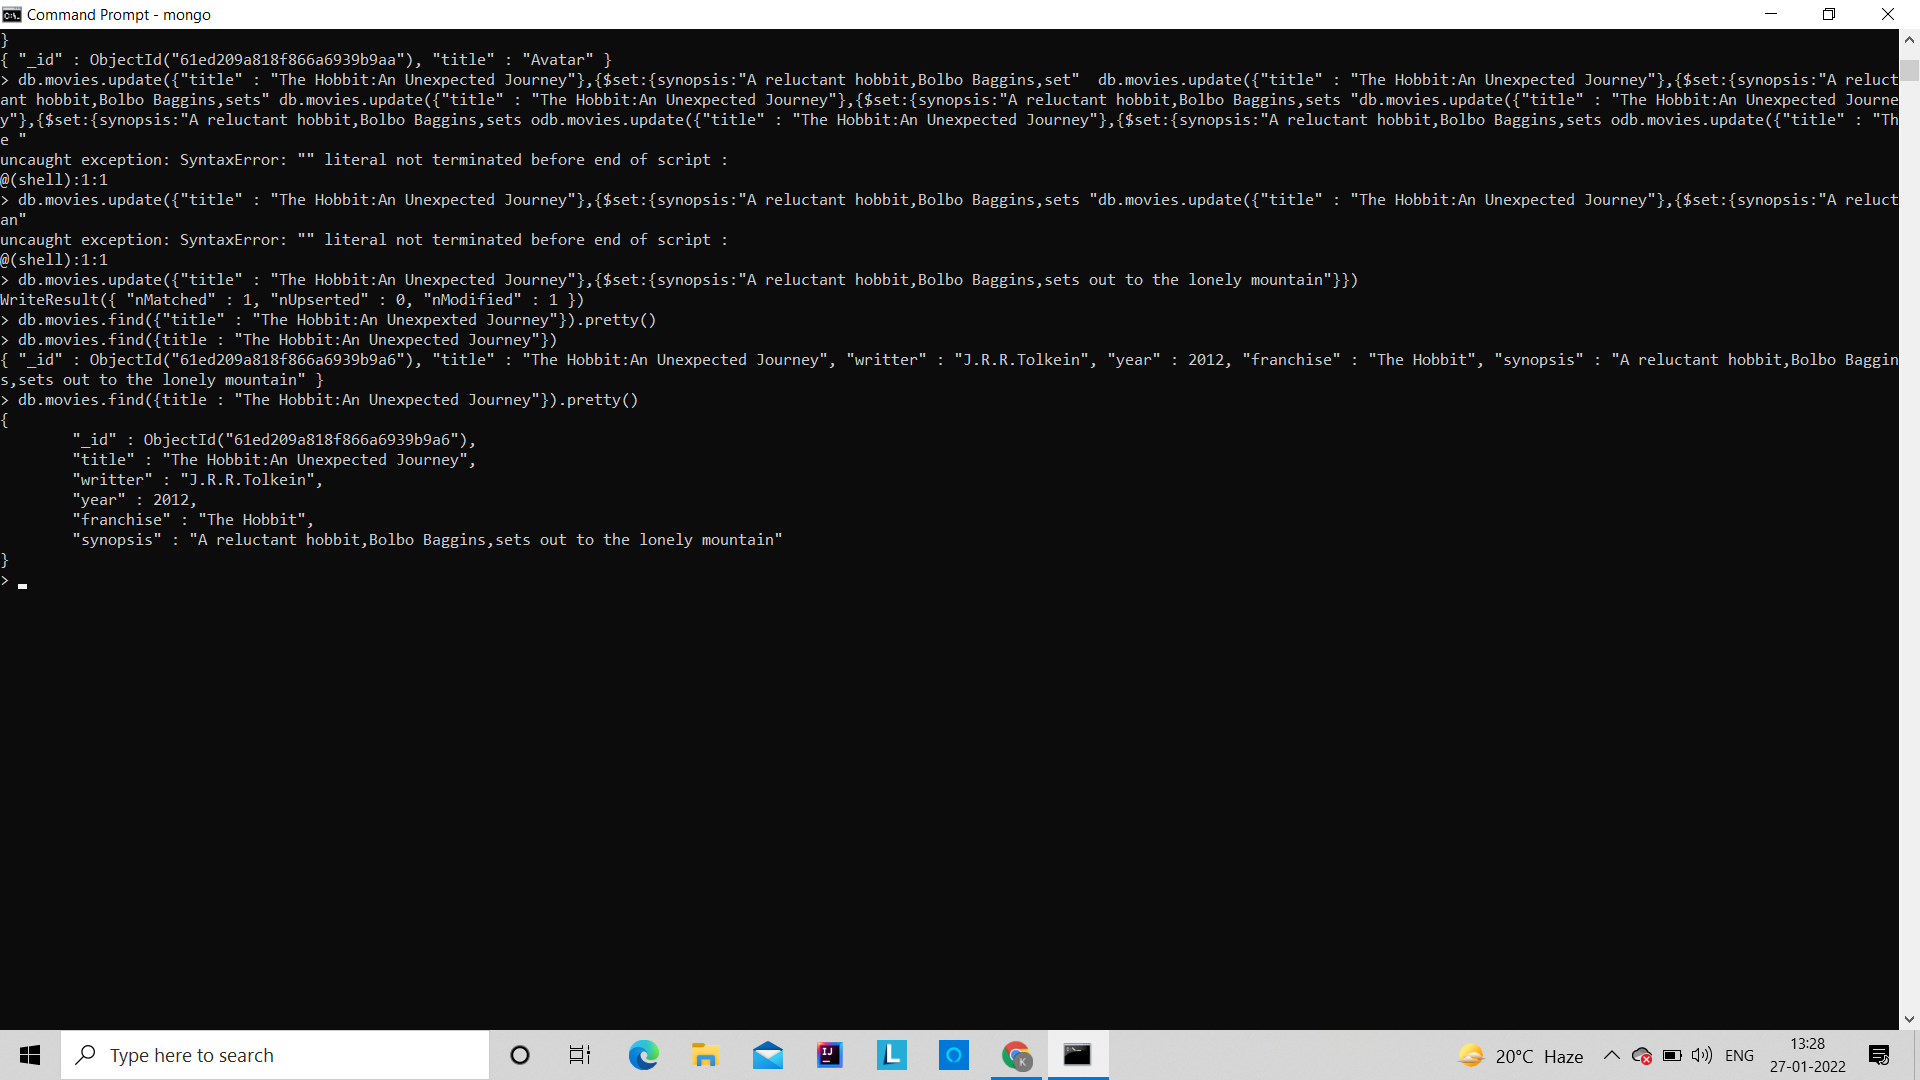 Command Prompt - mongo
}
{ "_id" : ObjectId("61ed209a818f866a6939b9aa"), "title" : "Avatar" }
> db.movies.update({"title" : "The Hobbit:An Unexpected Journey"},{$set:{synopsis:"A reluctant hobbit,Bolbo Baggins,set"  db.movies.update({"title" : "The Hobbit:An Unexpected Journey"},{$set:{synopsis:"A reluct
ant hobbit,Bolbo Baggins,sets" db.movies.update({"title" : "The Hobbit:An Unexpected Journey"},{$set:{synopsis:"A reluctant hobbit,Bolbo Baggins,sets "db.movies.update({"title" : "The Hobbit:An Unexpected Journe
y"},{$set:{synopsis:"A reluctant hobbit,Bolbo Baggins,sets odb.movies.update({"title" : "The Hobbit:An Unexpected Journey"},{$set:{synopsis:"A reluctant hobbit,Bolbo Baggins,sets odb.movies.update({"title" : "Th
e "
uncaught exception: SyntaxError: "" literal not terminated before end of script :
@(shell):1:1
> db.movies.update({"title" : "The Hobbit:An Unexpected Journey"},{$set:{synopsis:"A reluctant hobbit,Bolbo Baggins,sets "db.movies.update({"title" : "The Hobbit:An Unexpected Journey"},{$set:{synopsis:"A reluct
an"
uncaught exception: SyntaxError: "" literal not terminated before end of script :
@(shell):1:1
> db.movies.update({"title" : "The Hobbit:An Unexpected Journey"},{$set:{synopsis:"A reluctant hobbit,Bolbo Baggins,sets out to the lonely mountain"}})
WriteResult({ "nMatched" : 1, "nUpserted" : 0, "nModified" : 1 })
> db.movies.find({"title" : "The Hobbit:An Unexpexted Journey"}).pretty()
> db.movies.find({title : "The Hobbit:An Unexpected Journey"})
{ "_id" : ObjectId("61ed209a818f866a6939b9a6"), "title" : "The Hobbit:An Unexpected Journey", "writter" : "J.R.R.Tolkein", "year" : 2012, "franchise" : "The Hobbit", "synopsis" : "A reluctant hobbit,Bolbo Baggin
s,sets out to the lonely mountain" }
> db.movies.find({title : "The Hobbit:An Unexpected Journey"}).pretty()
{
"_id" : ObjectId("61ed209a818f866a6939b9a6"),
"title" : "The Hobbit:An Unexpected Journey",
"writter" : "J.R.R.Tolkein",
"year" : 2012,
"franchise" : "The Hobbit",
"synopsis" : "A reluctant hobbit,Bolbo Baggins,sets out to the lonely mountain"
}
>
Type here to search
IJ
L
K
20°C Haze
ENG
13:28
27-01-2022